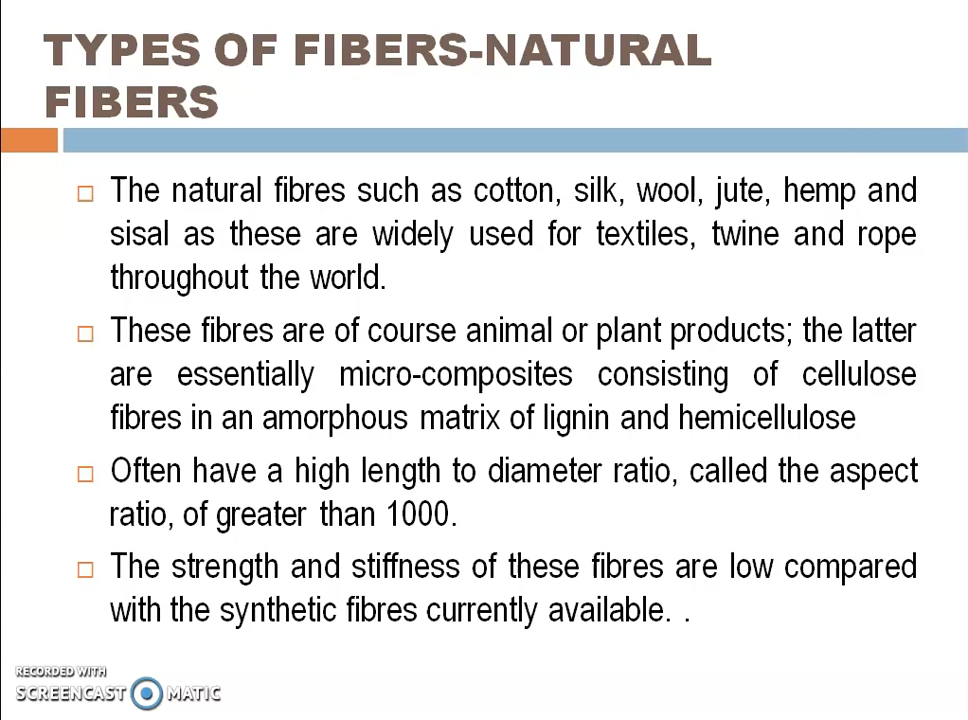 TYPES OF FIBERS-NATURAL
FIBERS
The natural fibres such as cotton, silk, wool, jute, hemp and
sisal as these are widely used for textiles, twine and rope
throughout the world.
These fibres are of course animal or plant products; the latter
are essentially micro-composites consisting of cellulose
fibres in an amorphous matrix of lignin and hemicellulose
Often have a high length to diameter ratio, called the aspect
ratio, of greater than 1000.
The strength and stiffness of these fibres are low compared
with the synthetic fibres currently available. .
RECORDED WITH
SCREENCAST MATIC